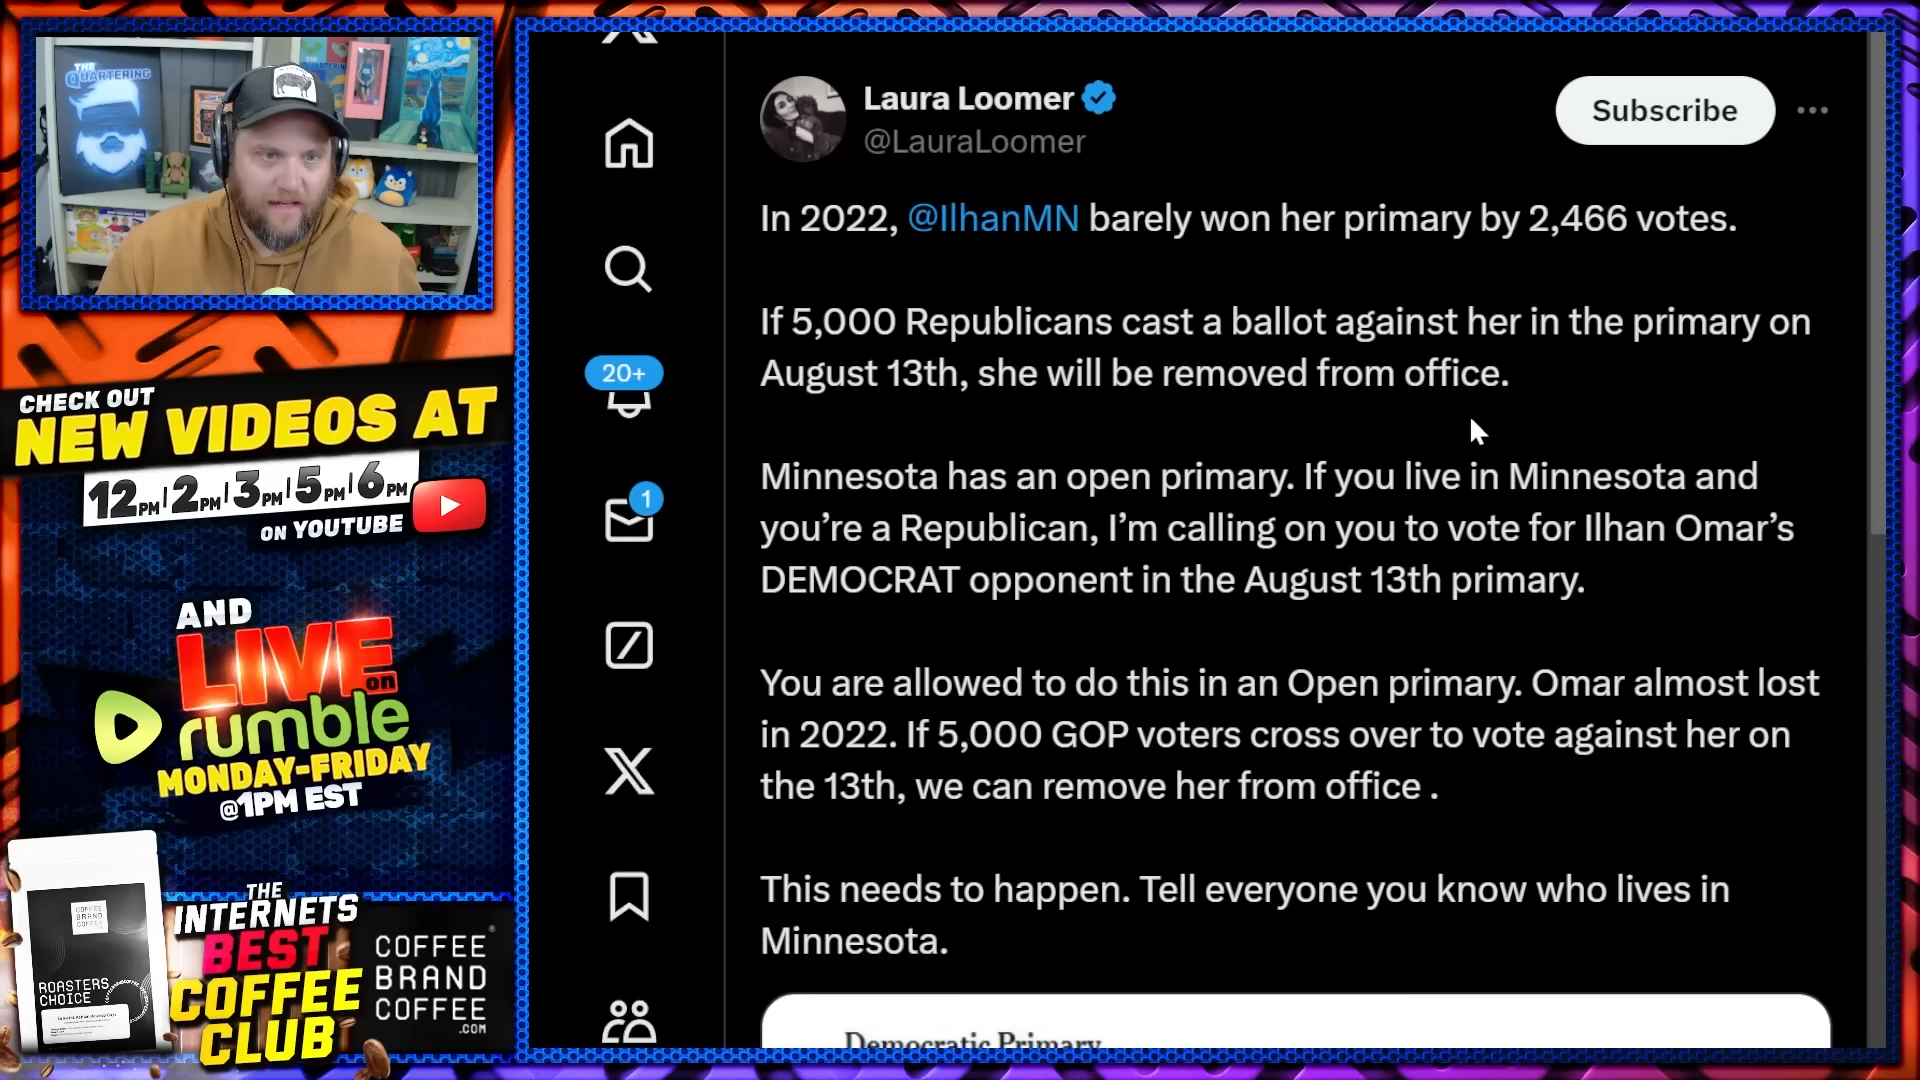 THE
QUARTERING
CHECK OUT
NEW VIDEOS AT
12PM | 2PM | 3PM | 5PM | 6PM
ON YOUTUBE
AND
LIVE
on
rumble
MONDAY-FRIDAY
@1PM EST
COFFEE
BRAND
COFFEE
ROASTERS
CHOICE
THE
INTERNETS
BEST
COFFEE
CLUB
COFFEE
BRAND
COFFEE
.COM
20+
1
Laura Loomer
@LauraLoomer
Subscribe
In 2022, @IlhanMN barely won her primary by 2,466 votes.
If 5,000 Republicans cast a ballot against her in the primary on
August 13th, she will be removed from office.
Minnesota has an open primary. If you live in Minnesota and
you’re a Republican, I’m calling on you to vote for Ilhan Omar’s
DEMOCRAT opponent in the August 13th primary.
You are allowed to do this in an Open primary. Omar almost lost
in 2022. If 5,000 GOP voters cross over to vote against her on
the 13th, we can remove her from office .
This needs to happen. Tell everyone you know who lives in
Minnesota.
Democratic Primary